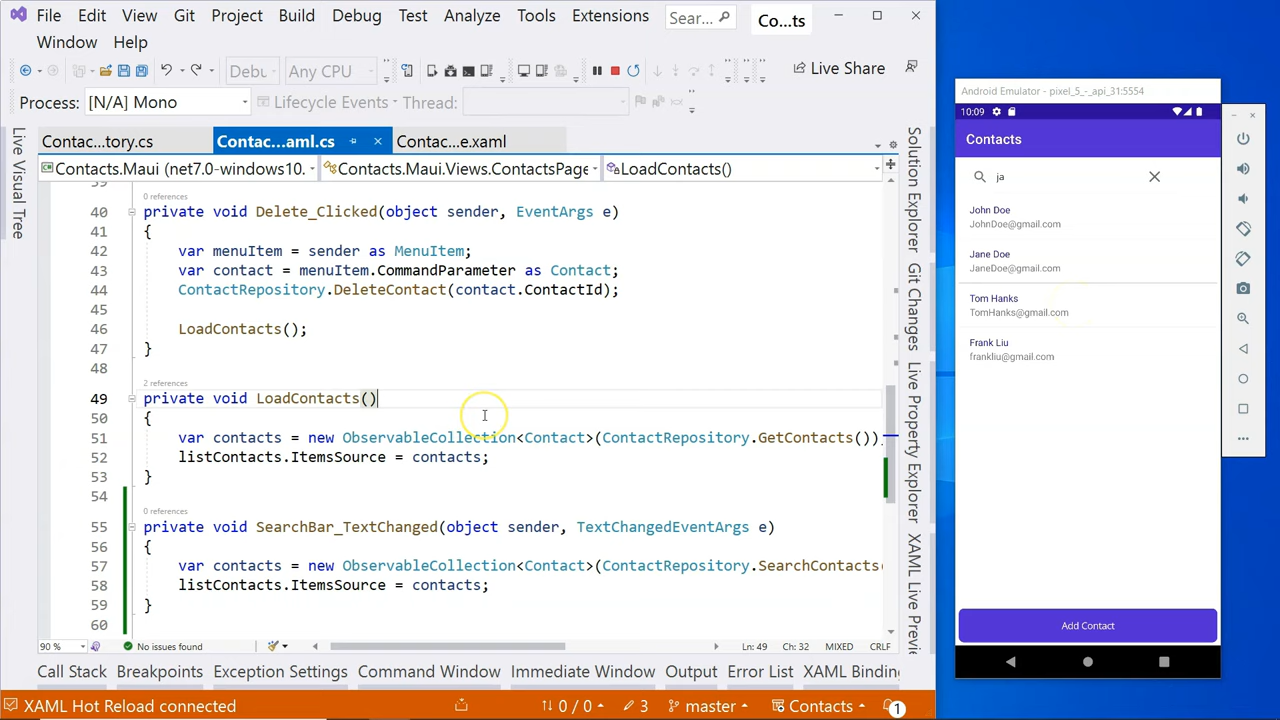 File Edit View Git Project Build Debug Test Analyze Tools Extensions Sear... Co...ts
Window Help
Debu Any CPU Live Share
Process: [N/A] Mono Lifecycle Events Thread:
Contac...tory.cs Contac...aml.cs Contac...e.xaml
Contacts.Maui (net7.0-windows10. Contacts.Maui.Views.ContactsPage LoadContacts()
39
0 references
40 private void Delete_Clicked(object sender, EventArgs e)
41 {
42 var menuItem = sender as MenuItem;
43 var contact = menuItem.CommandParameter as Contact;
44 ContactRepository.DeleteContact(contact.ContactId);
45
46 LoadContacts();
47 }
48
2 references
49 private void LoadContacts()
50 {
51 var contacts = new ObservableCollection<Contact>(ContactRepository.GetContacts())
52 listContacts.ItemsSource = contacts;
53 }
54
0 references
55 private void SearchBar_TextChanged(object sender, TextChangedEventArgs e)
56 {
57 var contacts = new ObservableCollection<Contact>(ContactRepository.SearchContacts(
58 listContacts.ItemsSource = contacts;
59 }
60
90 % No issues found Ln: 49 Ch: 32 MIXED CRLF
Call Stack Breakpoints Exception Settings Command Window Immediate Window Output Error List XAML Binding
XAML Hot Reload connected 0 / 0 3 master Contacts 1
Live Visual Tree
Solution Explorer
Git Changes
Live Property Explorer
XAML Live Preview
Android Emulator - pixel_5_-_api_31:5554
10:09
Contacts
ja
John Doe
JohnDoe@gmail.com
Jane Doe
JaneDoe@gmail.com
Tom Hanks
TomHanks@gmail.com
Frank Liu
frankliu@gmail.com
Add Contact